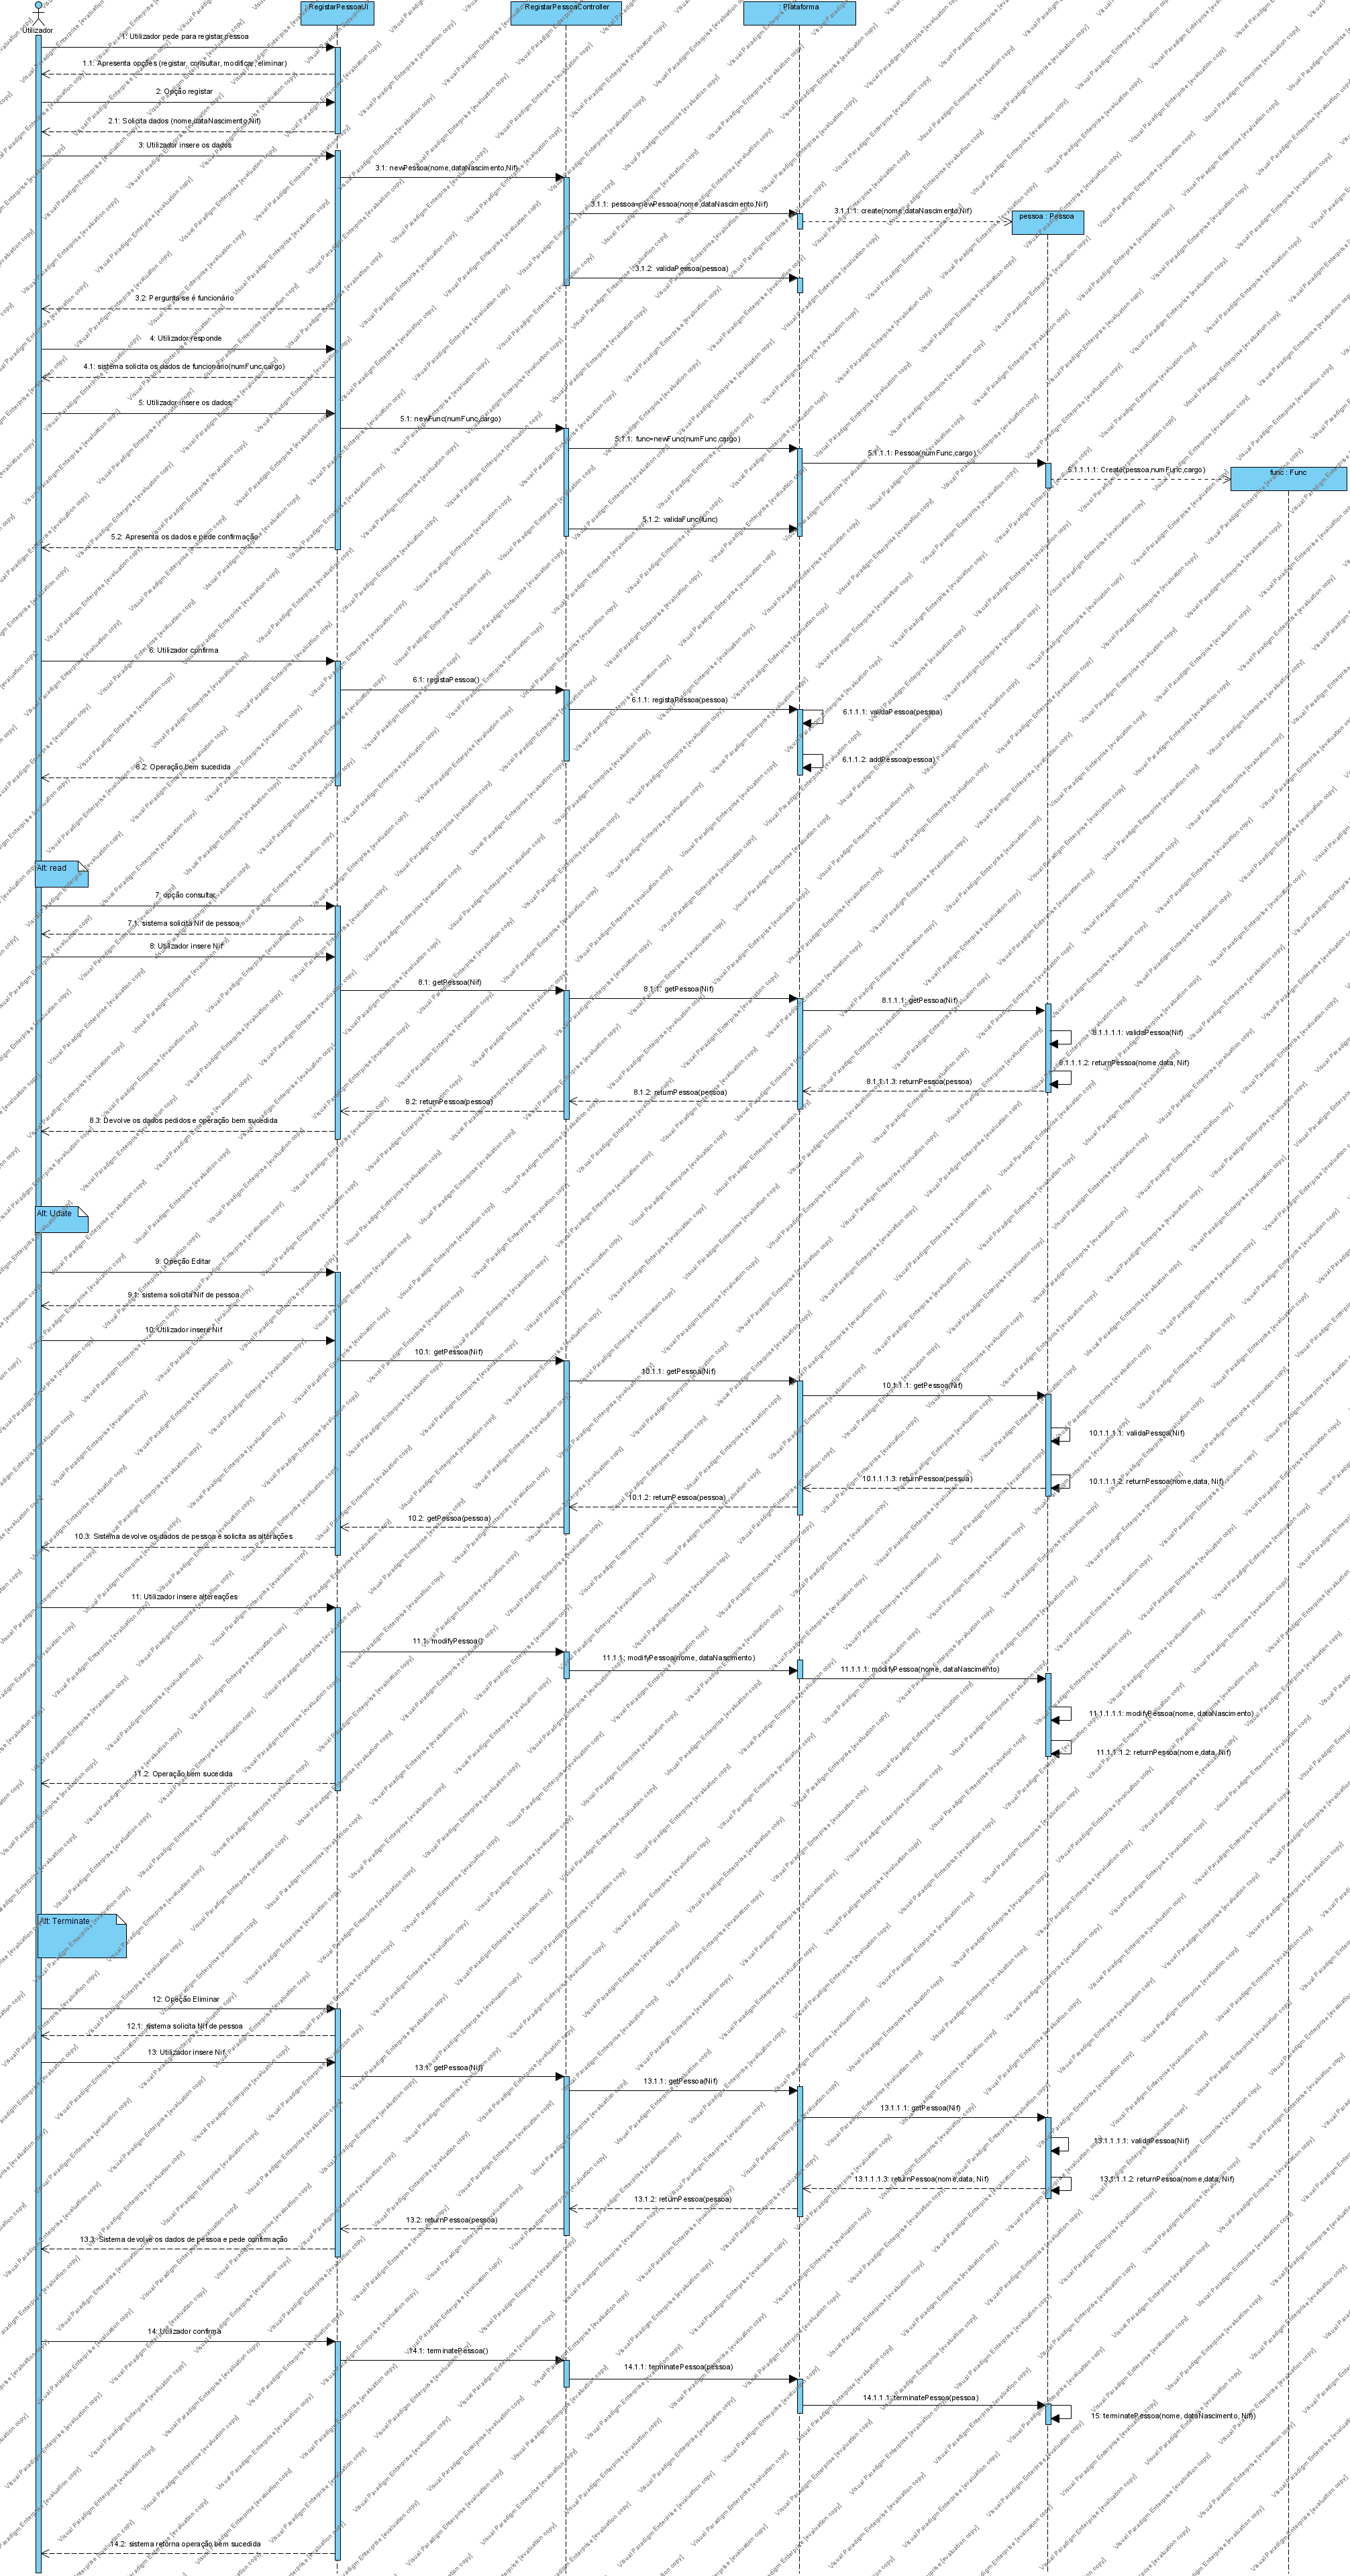 Utilizador
RegistarPessoaUI
RegistarPessoaController
Plataforma
1: Utilizador pede para registar pessoa
1.1: Apresenta opções (registar, consultar, modificar, eliminar)
2: Opção registar
2.1: Solicita dados (nome,dataNascimento,Nif)
3: Utilizador insere os dados
3.1: newPessoa(nome,dataNascimento,Nif)
3.1.1: pessoa=newPessoa(nome,dataNascimento,Nif)
3.1.1.1: create(nome,dataNascimento,Nif)
pessoa : Pessoa
3.1.2: validaPessoa(pessoa)
3.2: Pergunta se é funcionário
4: Utilizador responde
4.1: sistema solicita os dados de funcionário(numFunc,cargo)
5: Utilizador insere os dados
5.1: newFunc(numFunc,cargo)
5.1.1: func=newFunc(numFunc,cargo)
5.1.1.1: Pessoa(numFunc,cargo)
5.1.1.1.1: Create(pessoa,numFunc,cargo)
func : Func
5.1.2: validaFunc(func)
5.2: Apresenta os dados e pede confirmação
6: Utilizador confirma
6.1: registaPessoa()
6.1.1: registaPessoa(pessoa)
6.1.1.1: validaPessoa(pessoa)
6.1.1.2: addPessoa(pessoa)
6.2: Operação bem sucedida
Alt: read
7: opção consultar
7.1: sistema solicita Nif de pessoa
8: Utilizador insere Nif
8.1: getPessoa(Nif)
8.1.1: getPessoa(Nif)
8.1.1.1: getPessoa(Nif)
8.1.1.1.1: validaPessoa(Nif)
8.1.1.1.2: returnPessoa(nome,data, Nif)
8.1.1.1.3: returnPessoa(pessoa)
8.1.2: returnPessoa(pessoa)
8.2: returnPessoa(pessoa)
8.3: Devolve os dados pedidos e operação bem sucedida
Alt: Udate
9: Opeção Editar
9.1: sistema solicita Nif de pessoa
10: Utilizador insere Nif
10.1: getPessoa(Nif)
10.1.1: getPessoa(Nif)
10.1.1.1: getPessoa(Nif)
10.1.1.1.1: validaPessoa(Nif)
10.1.1.1.3: returnPessoa(pessoa)
10.1.1.1.2: returnPessoa(nome,data, Nif)
10.1.2: returnPessoa(pessoa)
10.2: getPessoa(pessoa)
10.3: Sistema devolve os dados de pessoa e solicita as alterações
11: Utilizador insere altereações
11.1: modifyPessoa()
11.1.1: modifyPessoa(nome, dataNascimento)
11.1.1.1: modifyPessoa(nome, dataNascimento)
11.1.1.1.1: modifyPessoa(nome, dataNascimento)
11.1.1.1.2: returnPessoa(nome,data, Nif)
11.2: Operação bem sucedida
Alt: Terminate
12: Opeção Eliminar
12.1: sistema solicita Nif de pessoa
13: Utilizador insere Nif
13.1: getPessoa(Nif)
13.1.1: getPessoa(Nif)
13.1.1.1: getPessoa(Nif)
13.1.1.1.1: validaPessoa(Nif)
13.1.1.1.3: returnPessoa(nome,data, Nif)
13.1.1.1.2: returnPessoa(nome,data, Nif)
13.1.2: returnPessoa(pessoa)
13.2: returnPessoa(pessoa)
13.3: Sistema devolve os dados de pessoa e pede confirmação
14: Utilizador confirma
14.1: terminatePessoa()
14.1.1: terminatePessoa(pessoa)
14.1.1.1: terminatePessoa(pessoa)
15: terminatePessoa(nome, dataNascimento, Nif))
14.2: sistema retorna operação bem sucedida
Visual Paradigm Enterprise [evaluation copy]